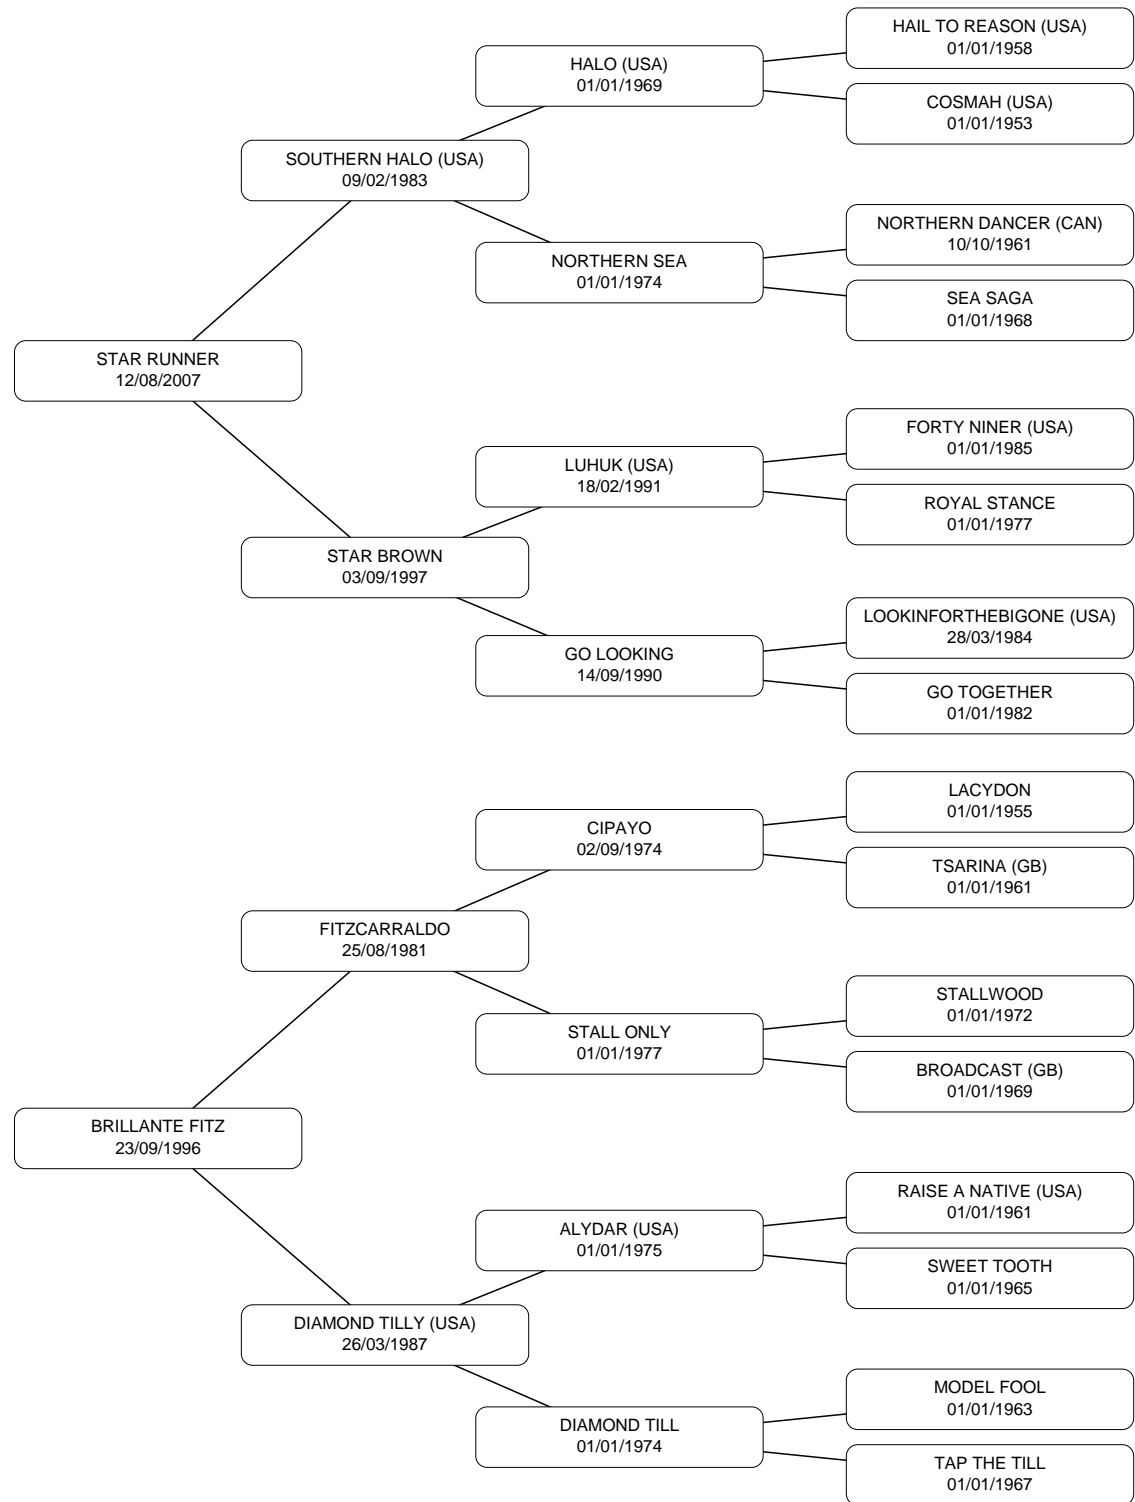 HAIL TO REASON (USA)
01/01/1958
HALO (USA)
01/01/1969
COSMAH (USA)
01/01/1953
SOUTHERN HALO (USA)
09/02/1983
NORTHERN DANCER (CAN)
10/10/1961
NORTHERN SEA
01/01/1974
SEA SAGA
01/01/1968
STAR RUNNER
12/08/2007
FORTY NINER (USA)
01/01/1985
LUHUK (USA)
18/02/1991
ROYAL STANCE
01/01/1977
STAR BROWN
03/09/1997
LOOKINFORTHEBIGONE (USA)
28/03/1984
GO LOOKING
14/09/1990
GO TOGETHER
01/01/1982
LACYDON
01/01/1955
CIPAYO
02/09/1974
TSARINA (GB)
01/01/1961
FITZCARRALDO
25/08/1981
STALLWOOD
01/01/1972
STALL ONLY
01/01/1977
BROADCAST (GB)
01/01/1969
BRILLANTE FITZ
23/09/1996
RAISE A NATIVE (USA)
01/01/1961
ALYDAR (USA)
01/01/1975
SWEET TOOTH
01/01/1965
DIAMOND TILLY (USA)
26/03/1987
MODEL FOOL
01/01/1963
DIAMOND TILL
01/01/1974
TAP THE TILL
01/01/1967